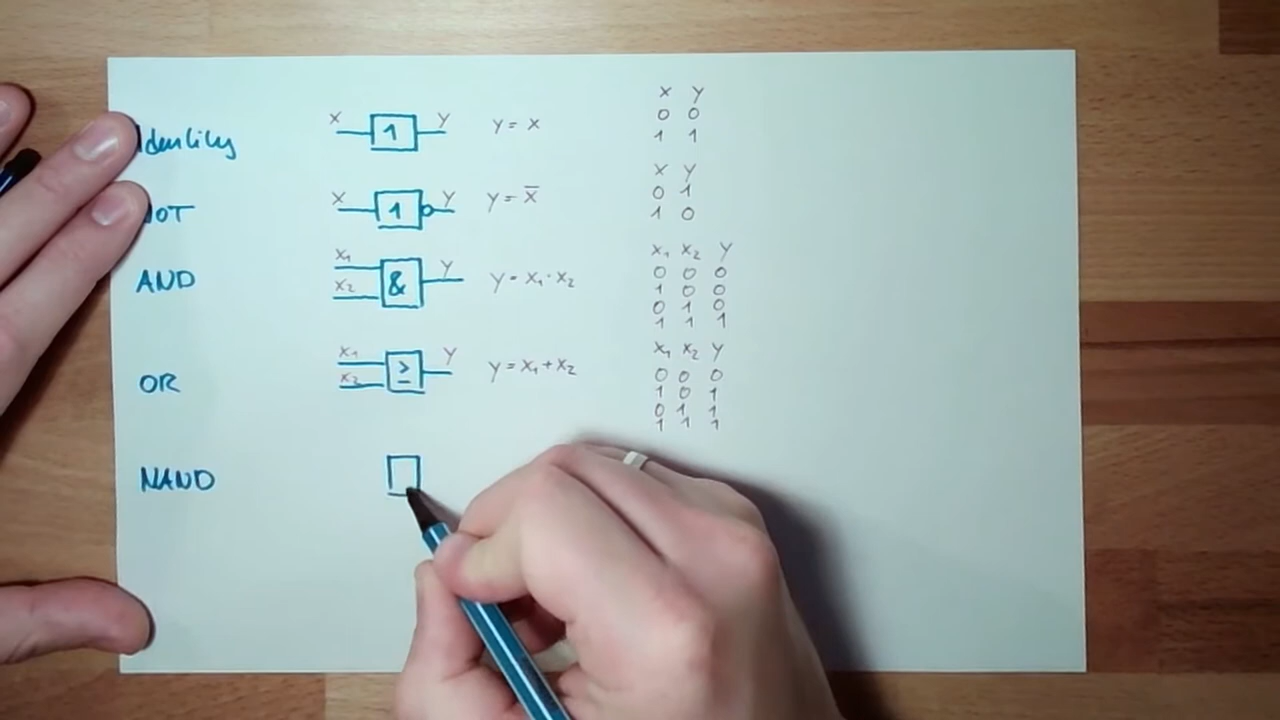 Identity X 1 Y Y = X
X Y
0 0
1 1
NOT X 1 Y Y = X̅
X Y
0 1
1 0
AND X₁ X₂ & Y Y = X₁ · X₂
X₁ X₂ Y
0 0 0
1 0 0
0 1 0
1 1 1
OR X₁ X₂ ≥ Y Y = X₁ + X₂
X₁ X₂ Y
0 0 0
1 0 1
0 1 1
1 1 1
NAND